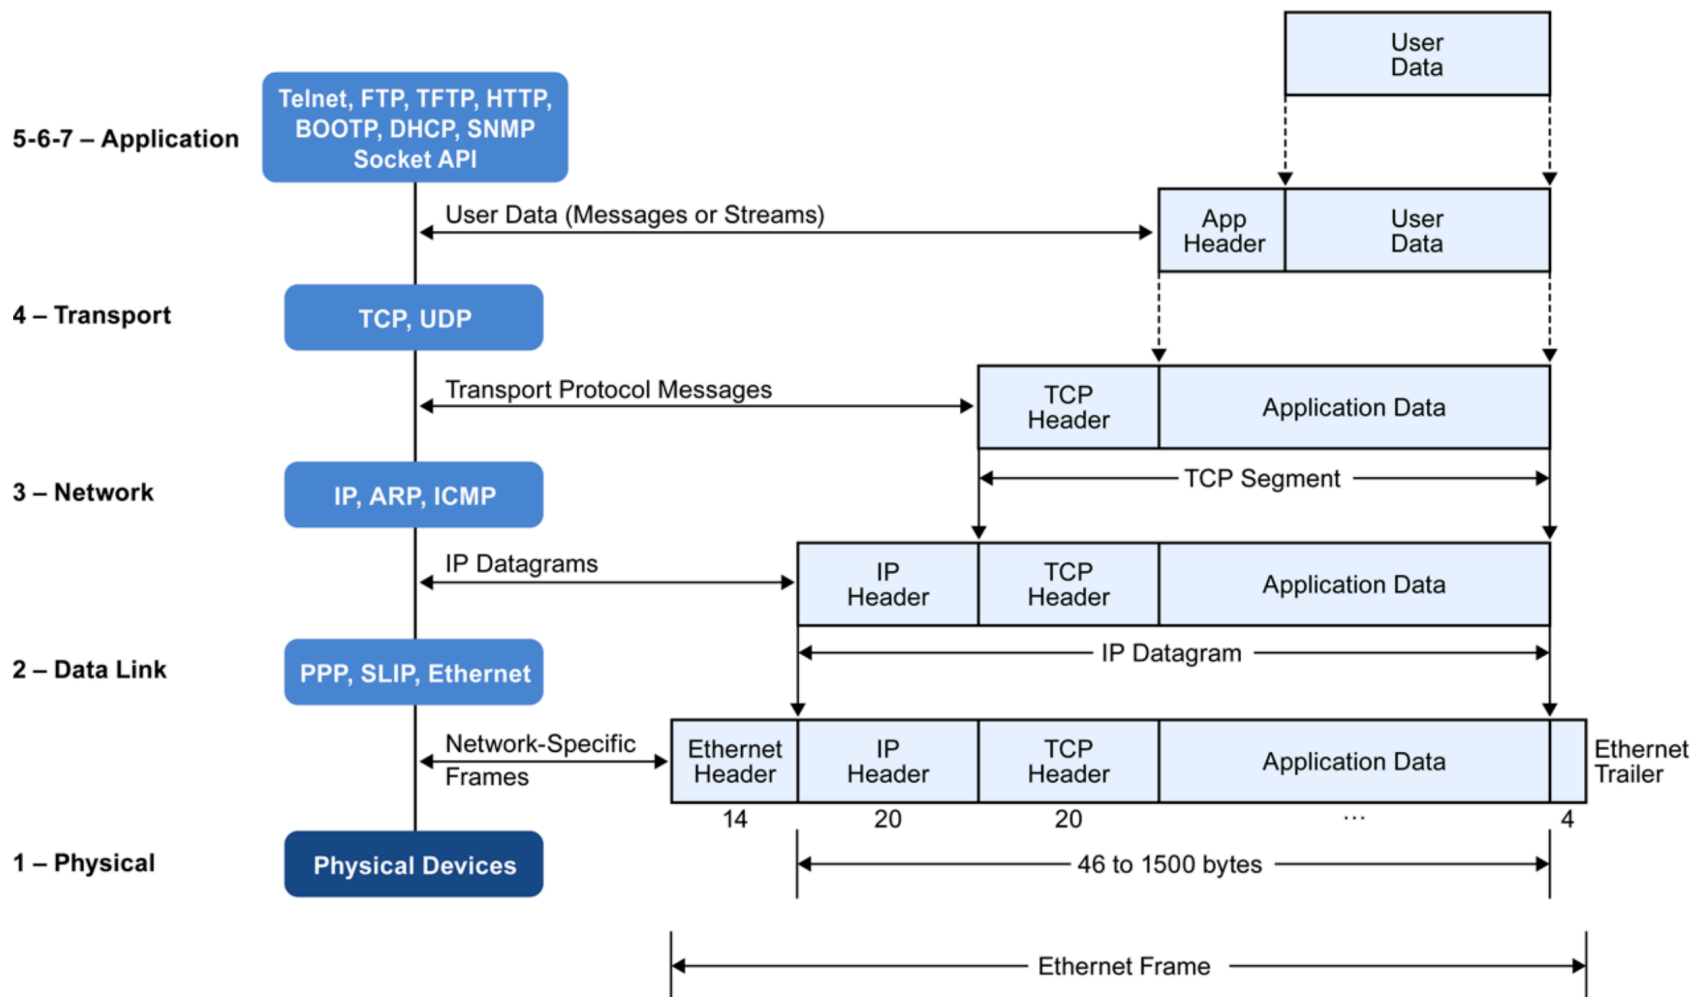 User
Data
Telnet, FTP, TFTP, HTTP,
BOOTP, DHCP, SNMP
Socket API
5-6-7 – Application
User Data (Messages or Streams)
App
Header
User
Data
4 – Transport
TCP, UDP
Transport Protocol Messages
TCP
Header
Application Data
TCP Segment
3 – Network
IP, ARP, ICMP
IP Datagrams
IP
Header
TCP
Header
Application Data
IP Datagram
2 – Data Link
PPP, SLIP, Ethernet
Network-Specific
Frames
Ethernet
Header
IP
Header
TCP
Header
Application Data
Ethernet
Trailer
14
20
20
...
4
1 – Physical
Physical Devices
46 to 1500 bytes
Ethernet Frame